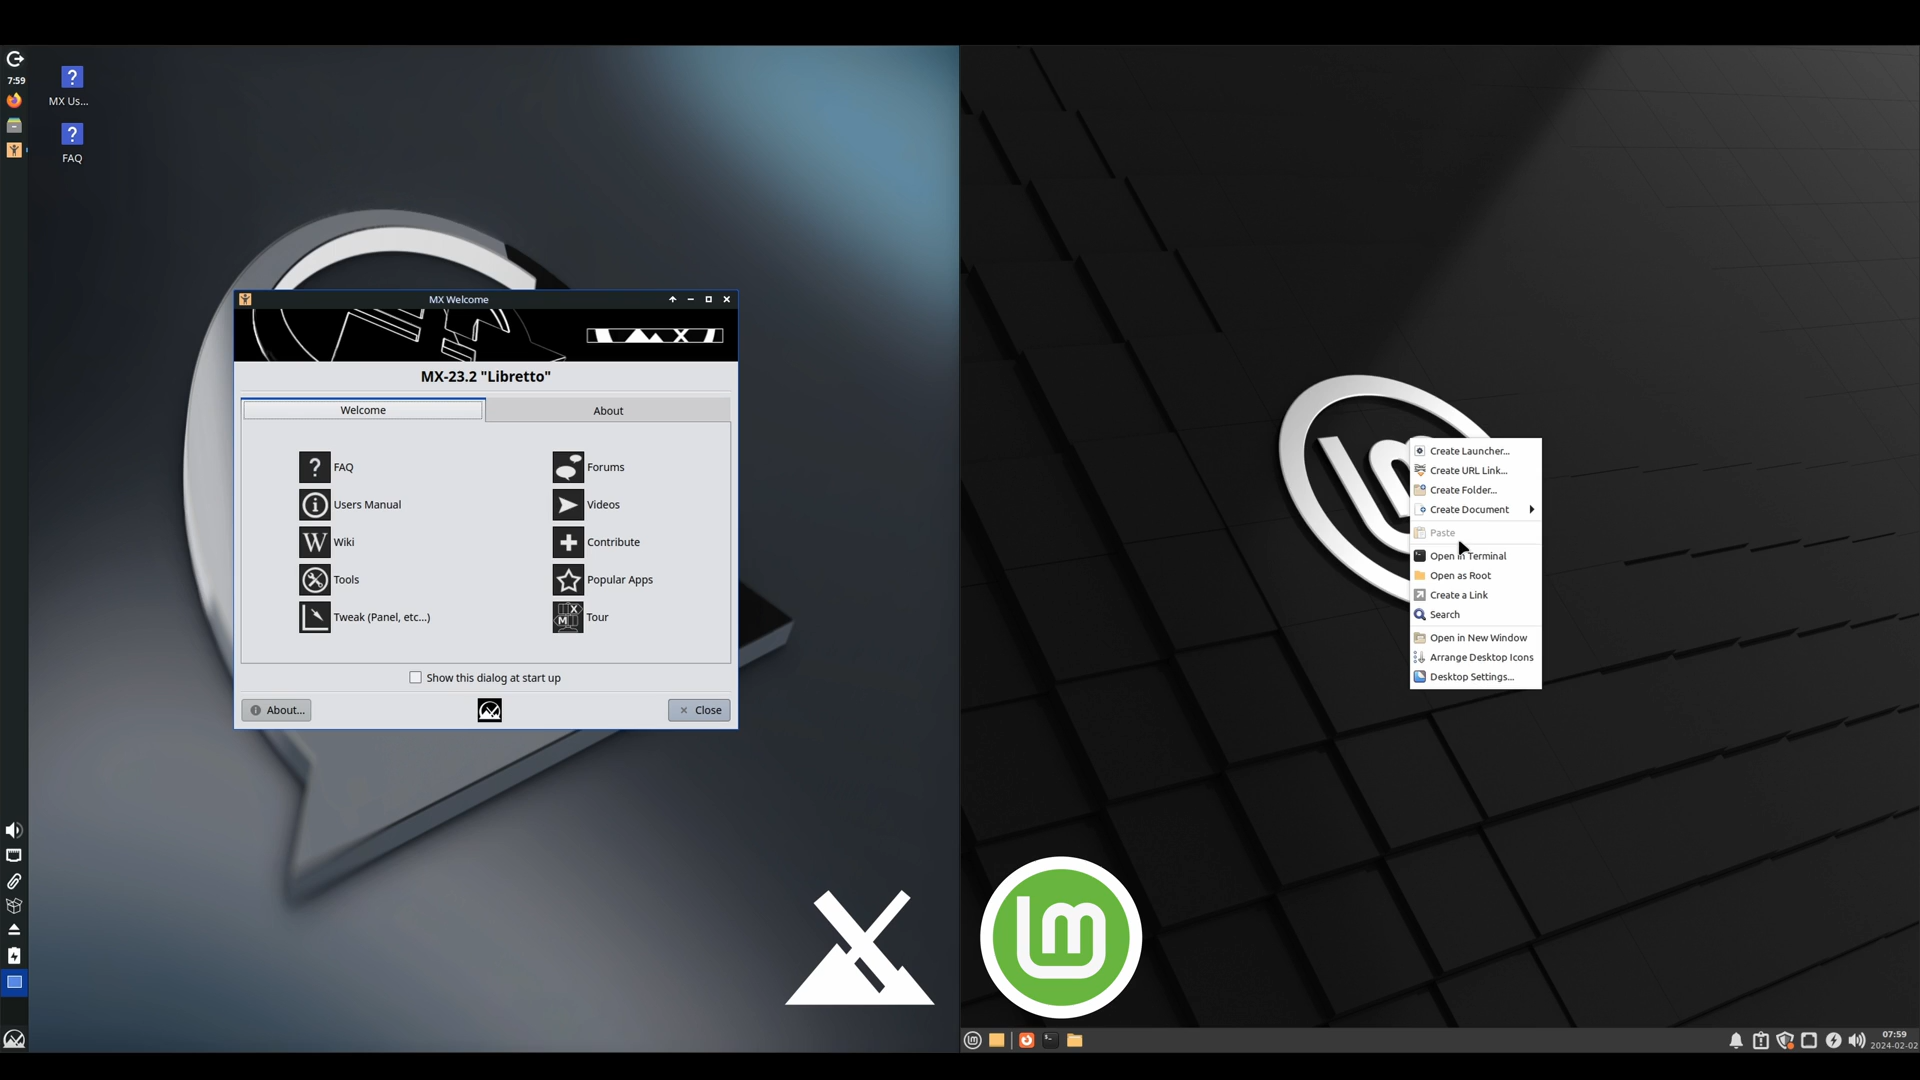 7:59
MX Us...
FAQ
MX Welcome
MX-23.2 "Libretto"
Welcome
About
FAQ
Forums
Users Manual
Videos
Wiki
Contribute
Tools
Popular Apps
Tweak (Panel, etc...)
Tour
Show this dialog at start up
About...
Close
Create Launcher...
Create URL Link...
Create Folder...
Create Document
Paste
Open in Terminal
Open as Root
Create a Link
Search
Open in New Window
Arrange Desktop Icons
Desktop Settings...
lm
07:59
2024-02-02